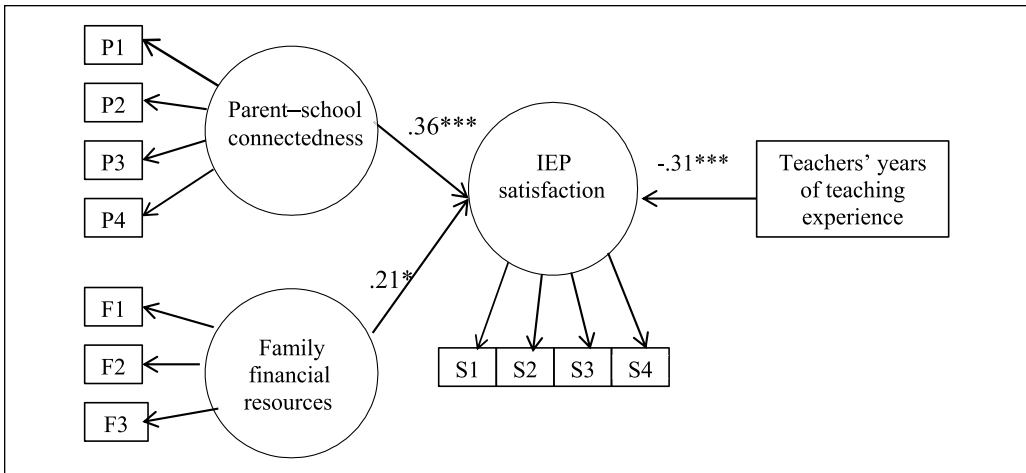 P1
P2
P3
P4
Parent–school
connectedness
.36***
IEP
satisfaction
-.31***
Teachers’ years
of teaching
experience
.21*
F1
F2
F3
Family
financial
resources
S1 S2 S3 S4